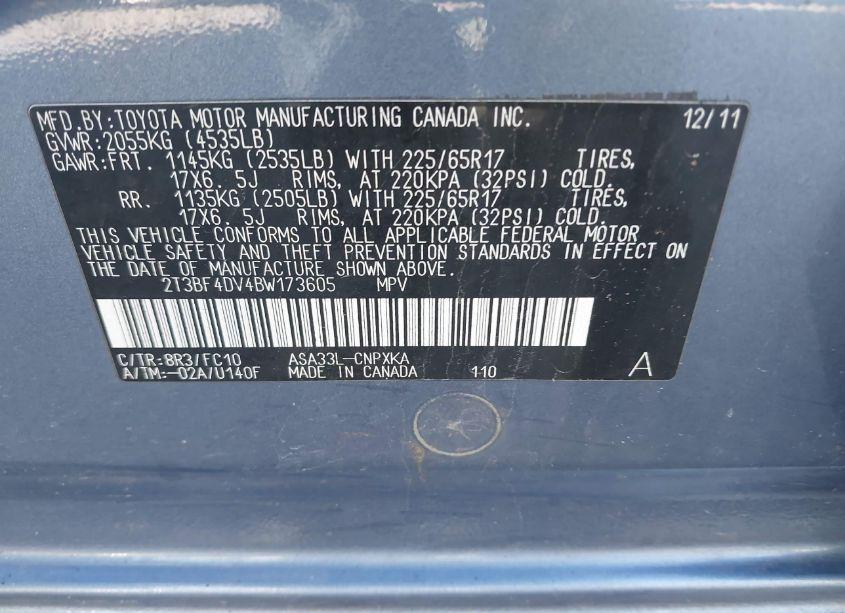 MFD.BY:TOYOTA MOTOR MANUFACTURING CANADA INC. 12/11
GVWR:2055KG (4535LB)
GAWR:FRT. 1145KG (2535LB) WITH 225/65R17 TIRES,
17X6.5J RIMS, AT 220KPA (32PSI) COLD.
RR. 1135KG (2505LB) WITH 225/65R17 TIRES,
17X6.5J RIMS, AT 220KPA (32PSI) COLD.
THIS VEHICLE CONFORMS TO ALL APPLICABLE FEDERAL MOTOR
VEHICLE SAFETY AND THEFT PREVENTION STANDARDS IN EFFECT ON
THE DATE OF MANUFACTURE SHOWN ABOVE.
2T3BF4DV4BW173605 MPV
C/TR:8R3/FC10 ASA33L-CNPXKA
A/TM:-02A/U140F MADE IN CANADA 110 A